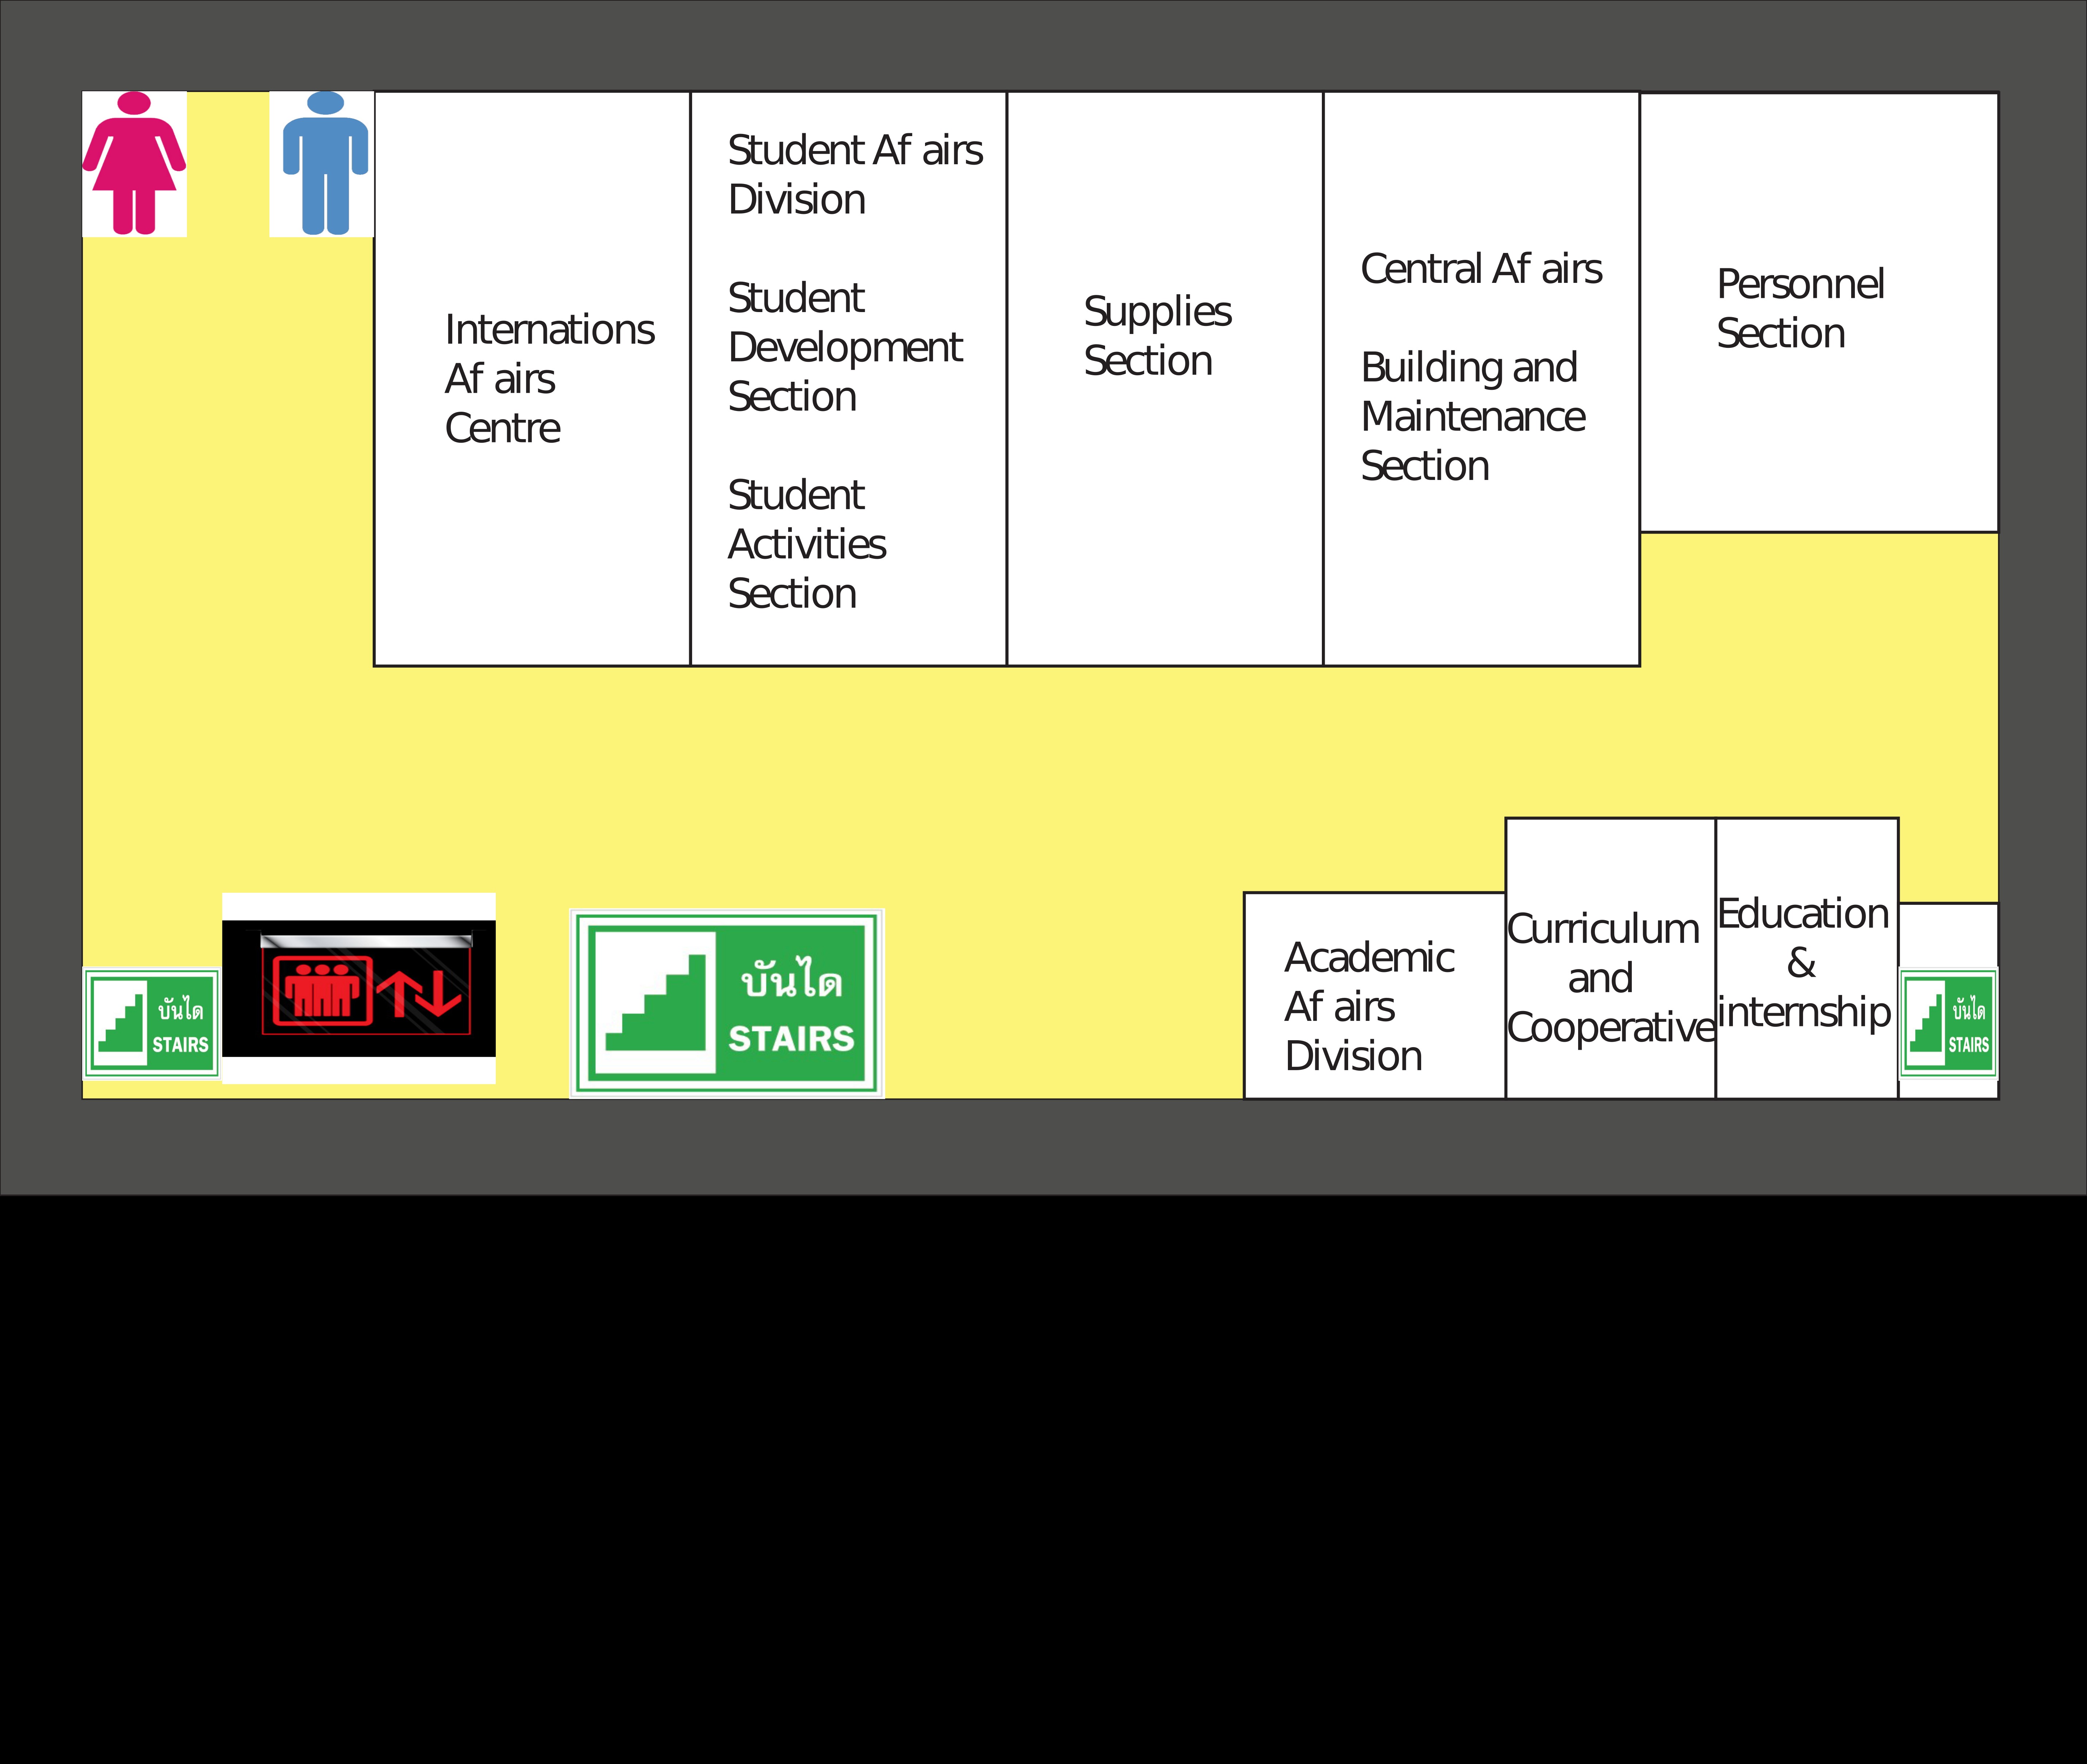 Internations
Af airs
Centre
Student Af airs
Division
Student
Development
Section
Student
Activities
Section
Supplies
Section
Central Af airs
Building and
Maintenance
Section
Personnel
Section
บันได
STAIRS
บันได
STAIRS
Academic
Af airs
Division
Curriculum
and
Cooperative
Education
&
internship
บันได
STAIRS